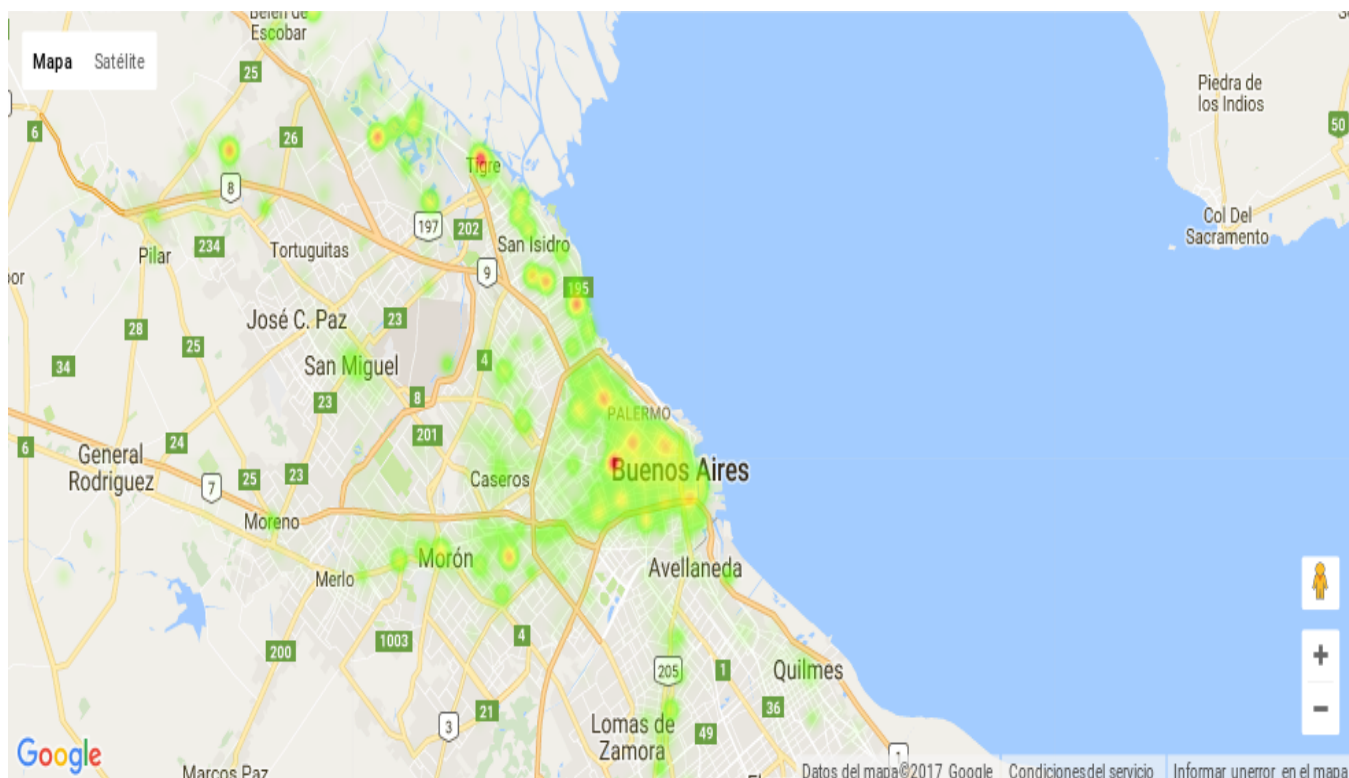 Belén de
Escobar
Mapa Satélite
25
6
26
Piedra de
los Indios
50
Tigre
8
197
202
234
Tortuguitas
San Isidro
Col Del
Sacramento
Pilar
9
195
José C. Paz
23
28
25
4
34
San Miguel
23
8
PALERMO
201
24
6
General
Rodriguez
7
25
23
Caseros
Buenos Aires
Moreno
Morón
Avellaneda
Merlo
200
1003
4
205
1
Quilmes
36
21
3
Lomas de
Zamora
49
1
Google
Marcos Paz
Datos del mapa©2017 Google Condiciones del servicio Informar unerror en el mapa